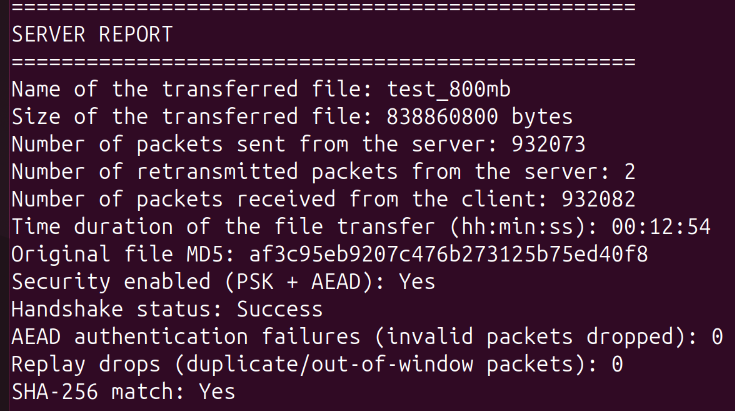 ==================================================
SERVER REPORT
==================================================
Name of the transferred file: test_800mb
Size of the transferred file: 838860800 bytes
Number of packets sent from the server: 932073
Number of retransmitted packets from the server: 2
Number of packets received from the client: 932082
Time duration of the file transfer (hh:min:ss): 00:12:54
Original file MD5: af3c95eb9207c476b273125b75ed40f8
Security enabled (PSK + AEAD): Yes
Handshake status: Success
AEAD authentication failures (invalid packets dropped): 0
Replay drops (duplicate/out-of-window packets): 0
SHA-256 match: Yes